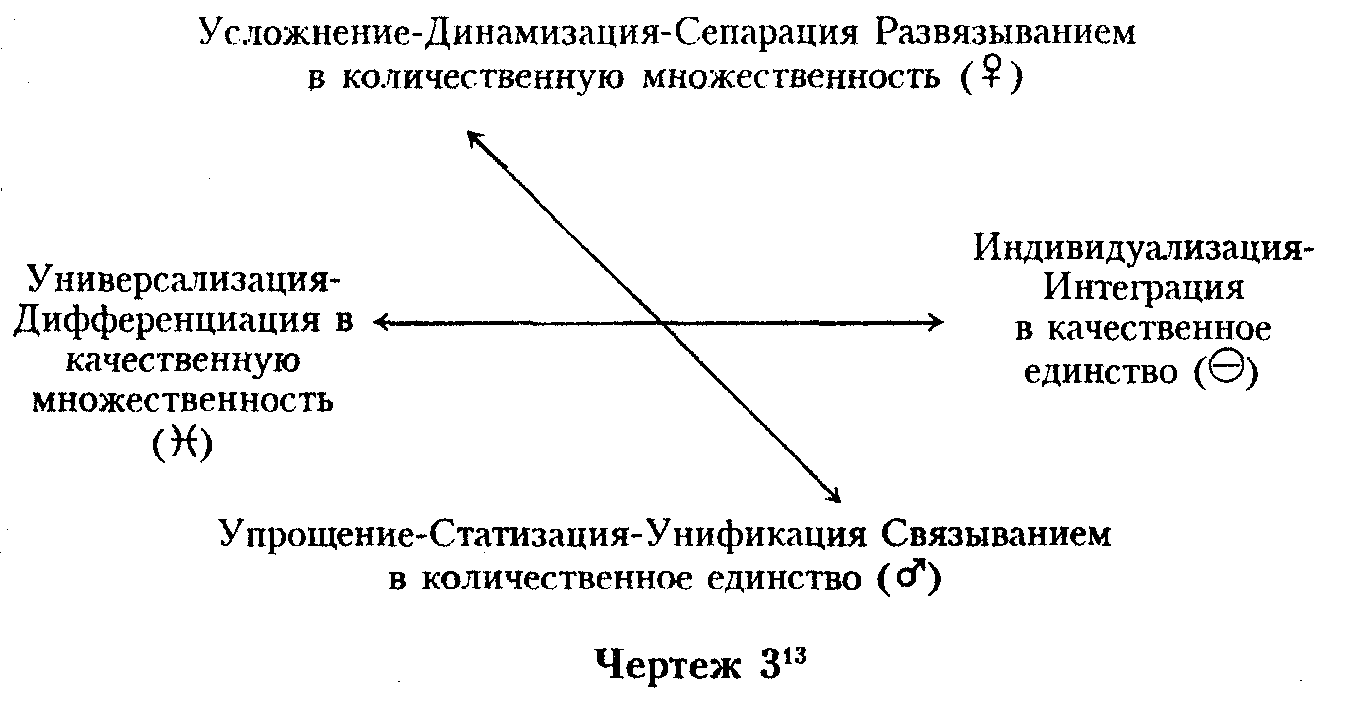 Усложнение-Динамизация-Сепарация Развязыванием
в количественную множественность (♀)
Универсализация-
Дифференциация в
качественную
множественность
(♓)
Индивидуализация-
Интеграция
в качественное
единство (⊖)
Упрощение-Статизация-Унификация Связыванием
в количественное единство (♂)
Чертеж 3¹³